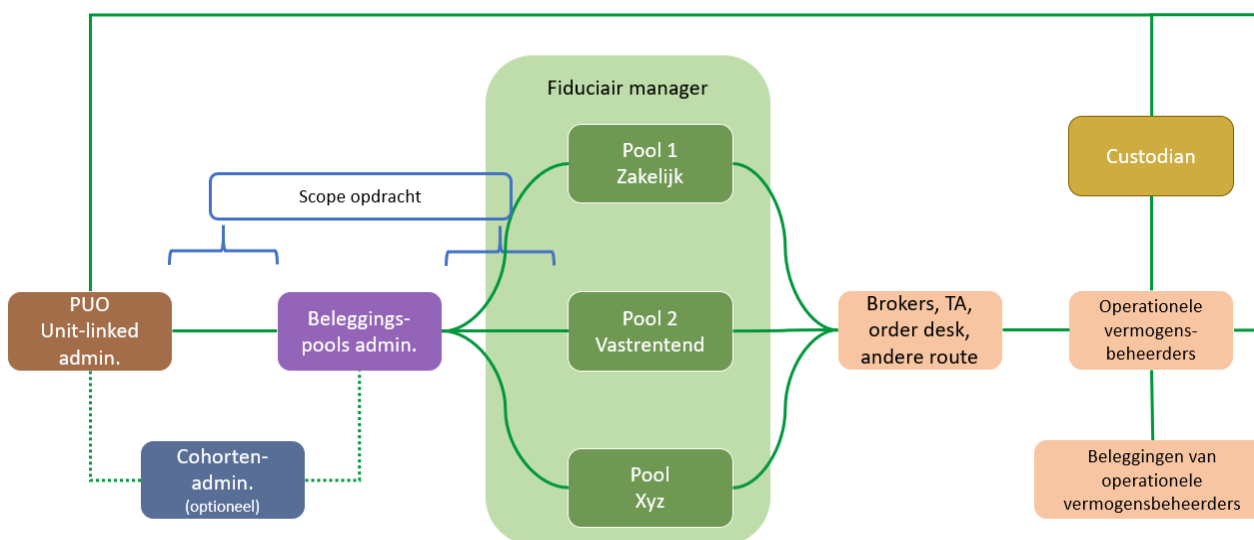 Fiduciair manager
Pool 1
Zakelijk
Custodian
Scope opdracht
PUO
Unit-linked
admin.
Beleggings-
pools admin.
Pool 2
Vastrentend
Brokers, TA,
order desk,
andere route
Operationele
vermogens-
beheerders
Cohorten-
admin.
(optioneel)
Pool
Xyz
Beleggingen van
operationele
vermogensbeheerders